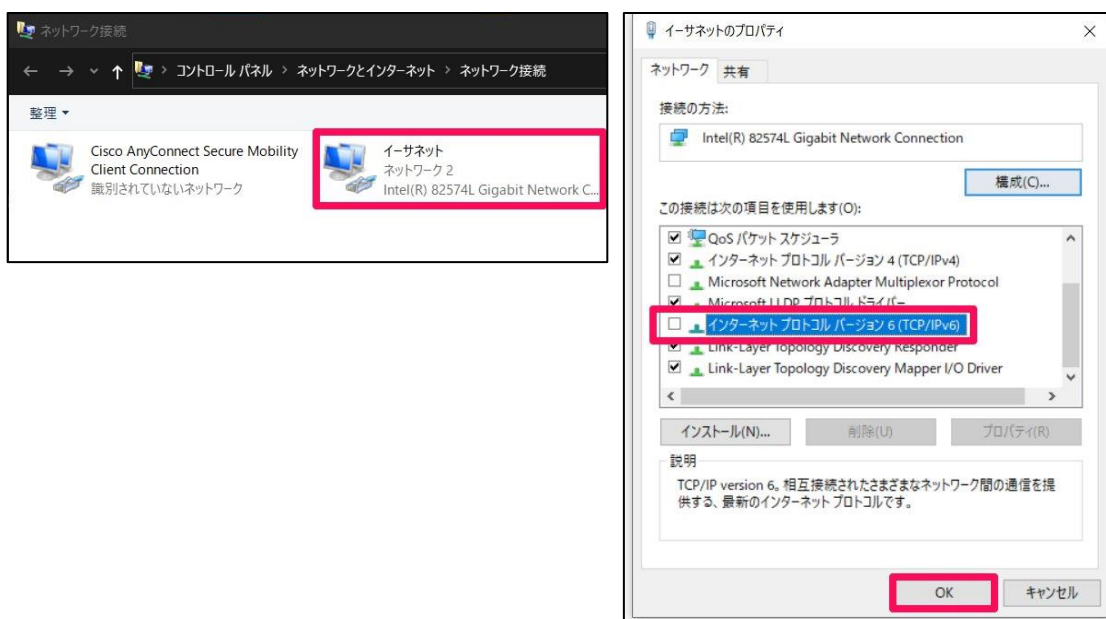 ネットワーク接続
コントロール パネル > ネットワークとインターネット > ネットワーク接続
整理
Cisco AnyConnect Secure Mobility
Client Connection
識別されていないネットワーク
イーサネット
ネットワーク 2
Intel(R) 82574L Gigabit Network C...
イーサネットのプロパティ
ネットワーク 共有
接続の方法:
Intel(R) 82574L Gigabit Network Connection
構成(C)...
この接続は次の項目を使用します(O):
QoS パケット スケジューラ
インターネット プロトコル バージョン 4 (TCP/IPv4)
Microsoft Network Adapter Multiplexor Protocol
Microsoft LLDP プロトコル ドライバー
インターネット プロトコル バージョン 6 (TCP/IPv6)
Link-Layer Topology Discovery Responder
Link-Layer Topology Discovery Mapper I/O Driver
インストール(N)... 削除(U) プロパティ(R)
説明
TCP/IP version 6。相互接続されたさまざまなネットワーク間の通信を提
供する、最新のインターネット プロトコルです。
OK キャンセル